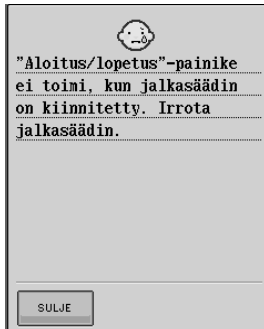 "Aloitus/lopetus"-painike
ei toimi, kun jalkasäädin
on kiinnitetty. Irrota
jalkasäädin.
SULJE